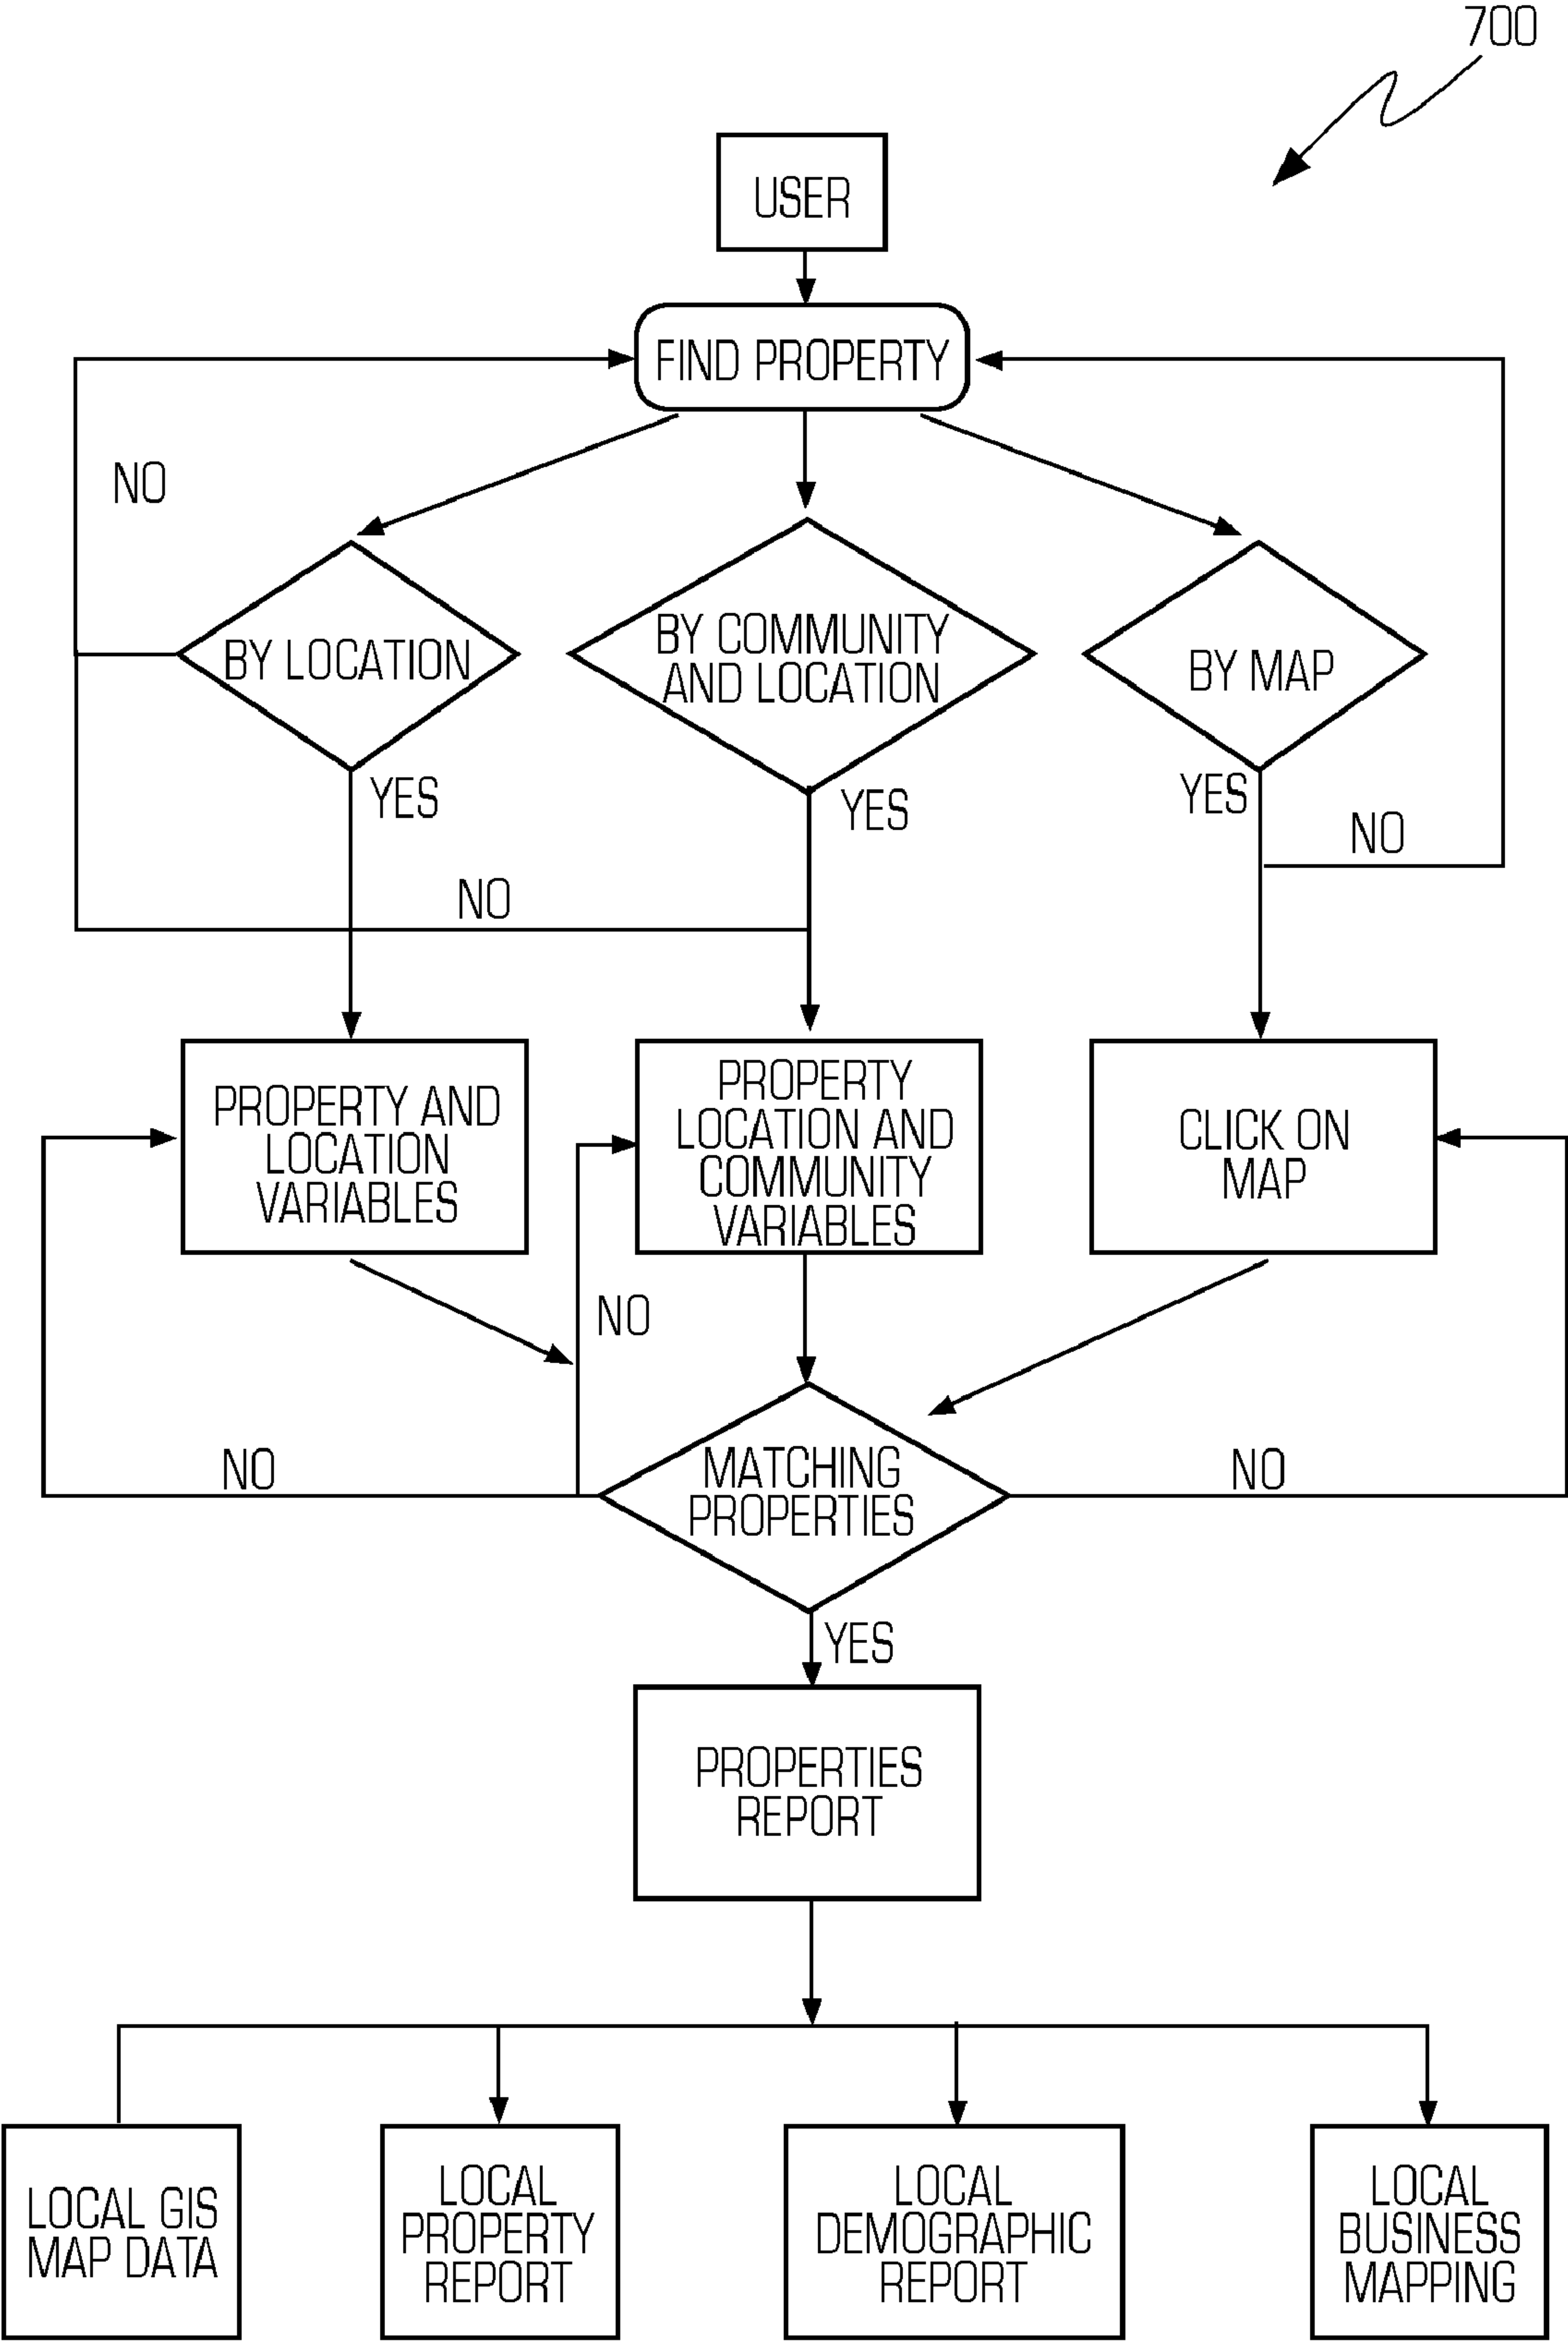 700
USER
FIND PROPERTY
NO
BY LOCATION
BY COMMUNITY
AND LOCATION
BY MAP
YES
YES
YES
NO
NO
PROPERTY AND
LOCATION
VARIABLES
PROPERTY
LOCATION AND
COMMUNITY
VARIABLES
CLICK ON
MAP
NO
NO
MATCHING
PROPERTIES
NO
YES
PROPERTIES
REPORT
LOCAL GIS
MAP DATA
LOCAL
PROPERTY
REPORT
LOCAL
DEMOGRAPHIC
REPORT
LOCAL
BUSINESS
MAPPING